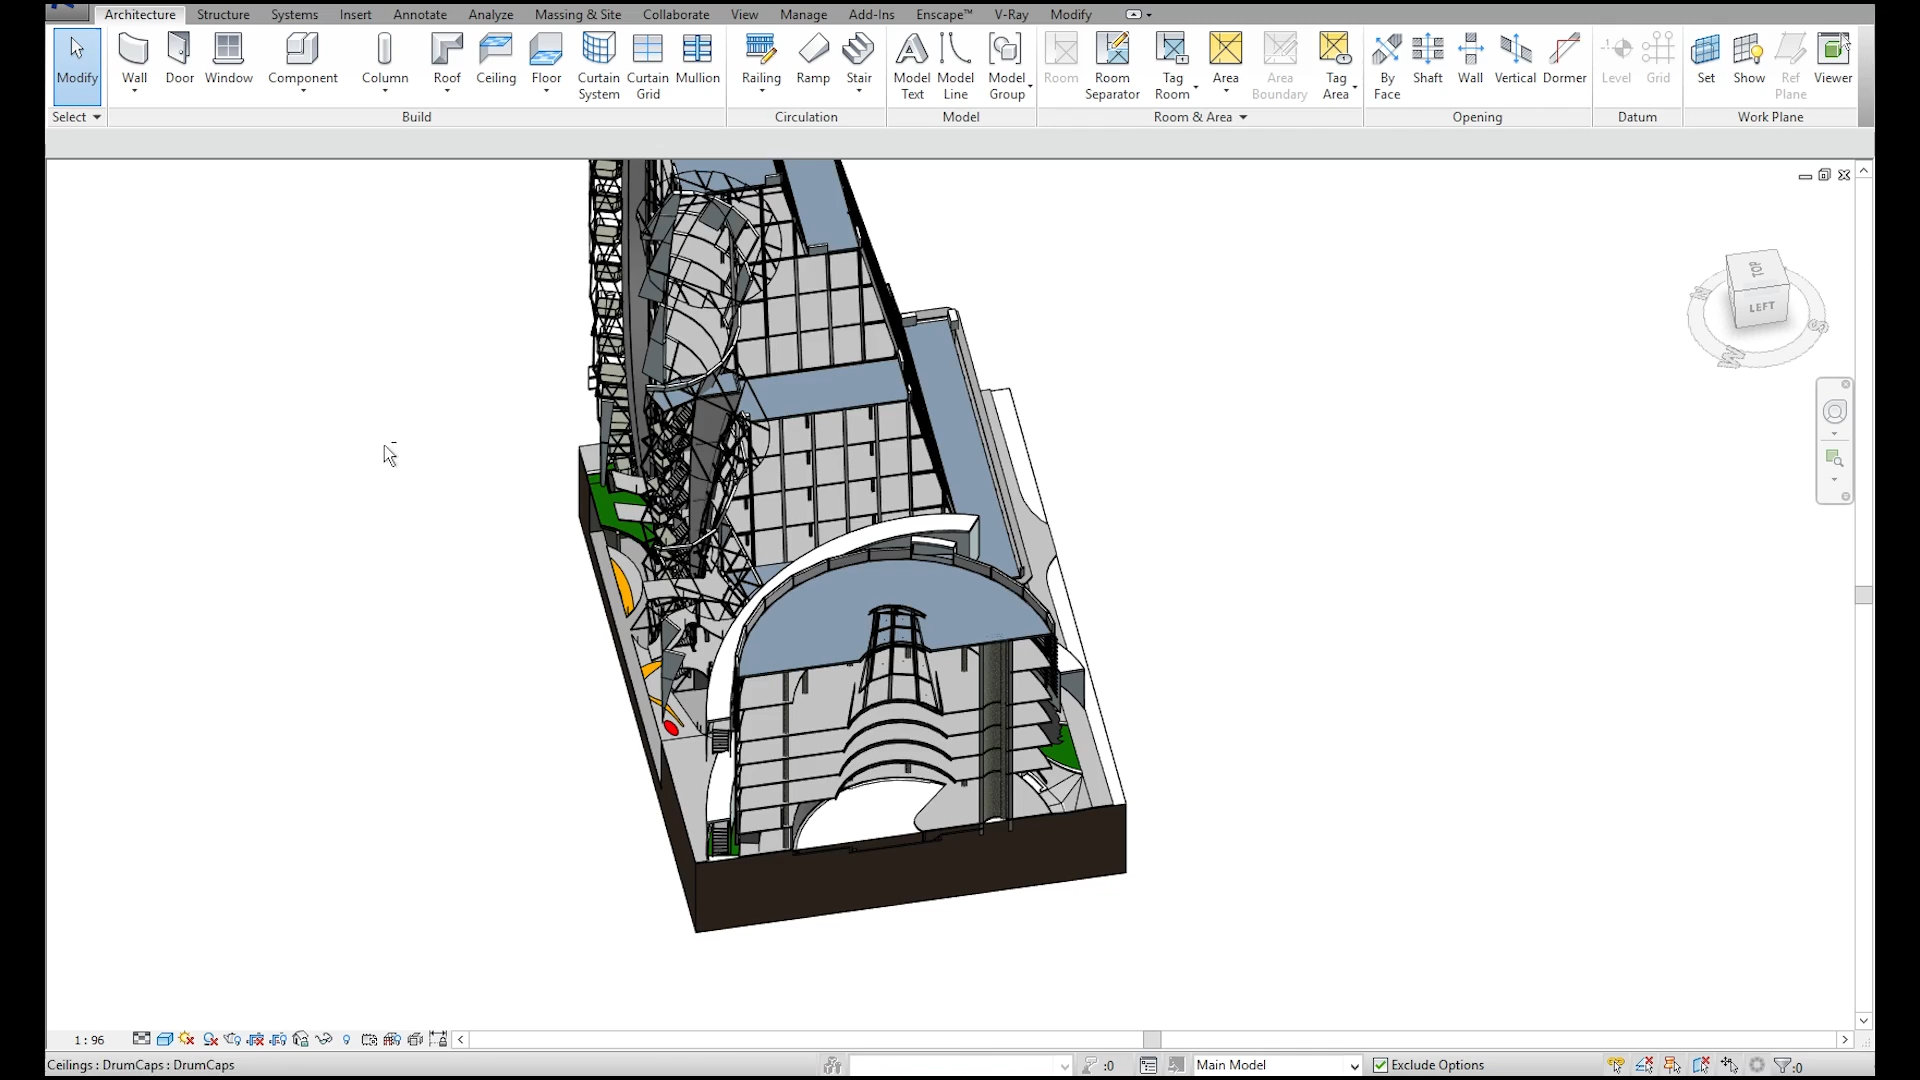 Architecture Structure Systems Insert Annotate Analyze Massing & Site Collaborate View Manage Add-Ins Enscape™ V-Ray Modify
Modify Wall Door Window Component Column Roof Ceiling Floor Curtain System Curtain Grid Mullion Railing Ramp Stair Model Text Model Line Model Group Room Room Separator Tag Room Area Area Boundary Tag Area By Face Shaft Wall Vertical Dormer Level Grid Set Show Ref Plane Viewer
Select Build Circulation Model Room & Area Opening Datum Work Plane
TOP
LEFT
S
W
1 : 96
Ceilings : DrumCaps : DrumCaps :0 Main Model Exclude Options :0